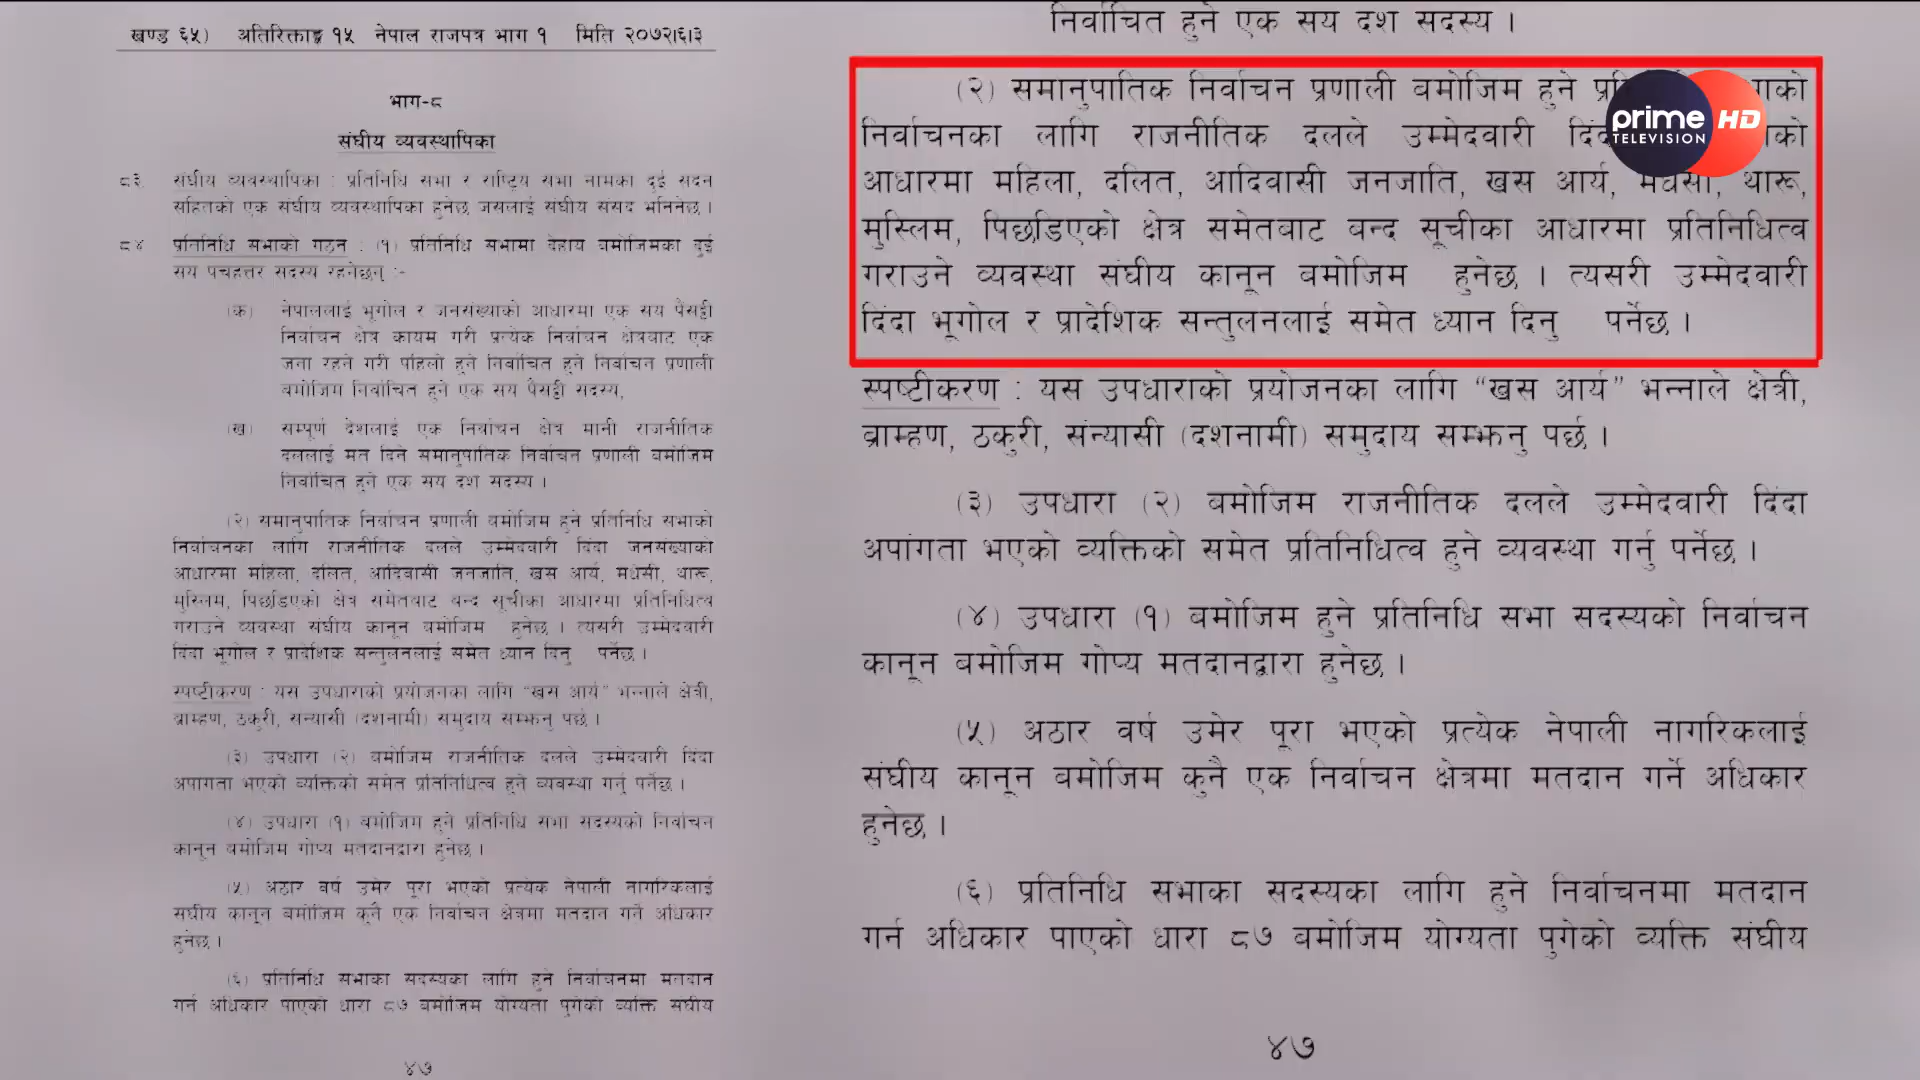 खण्ड ६५) अतिरिक्ताङ्क १५ नेपाल राजपत्र भाग १ मिति २०७२।६।३
भाग-८
संघीय व्यवस्थापिका
८३. संघीय व्यवस्थापिका : प्रतिनिधि सभा र राष्ट्रिय सभा नामका दुई सदन
सहितको एक संघीय व्यवस्थापिका हुनेछ जसलाई संघीय संसद भनिनेछ ।
८४. प्रतिनिधि सभाको गठन : (१) प्रतिनिधि सभामा देहाय बमोजिमका दुई
सय पचहत्तर सदस्य रहनेछन् :-
(क) नेपाललाई भूगोल र जनसंख्याको आधारमा एक सय पैंसठ्ठी
निर्वाचन क्षेत्र कायम गरी प्रत्येक निर्वाचन क्षेत्रबाट एक
जना रहने गरी पहिलो हुने निर्वाचित हुने निर्वाचन प्रणाली
बमोजिम निर्वाचित हुने एक सय पैंसठ्ठी सदस्य,
(ख) सम्पूर्ण देशलाई एक निर्वाचन क्षेत्र मानी राजनीतिक
दललाई मत दिने समानुपातिक निर्वाचन प्रणाली बमोजिम
निर्वाचित हुने एक सय दश सदस्य ।
(२) समानुपातिक निर्वाचन प्रणाली बमोजिम हुने प्रतिनिधि सभाको
निर्वाचनका लागि राजनीतिक दलले उम्मेदवारी दिंदा जनसंख्याको
आधारमा महिला, दलित, आदिवासी जनजाति, खस आर्य, मधेसी, थारू,
मुस्लिम, पिछडिएको क्षेत्र समेतबाट बन्द सूचीका आधारमा प्रतिनिधित्व
गराउने व्यवस्था संघीय कानून बमोजिम हुनेछ । त्यसरी उम्मेदवारी
दिंदा भूगोल र प्रादेशिक सन्तुलनलाई समेत ध्यान दिनु पर्नेछ ।
स्पष्टीकरण : यस उपधाराको प्रयोजनका लागि “खस आर्य” भन्नाले क्षेत्री,
ब्राम्हण, ठकुरी, संन्यासी (दशनामी) समुदाय सम्झनु पर्छ ।
(३) उपधारा (२) बमोजिम राजनीतिक दलले उम्मेदवारी दिंदा
अपांगता भएको व्यक्तिको समेत प्रतिनिधित्व हुने व्यवस्था गर्नु पर्नेछ ।
(४) उपधारा (१) बमोजिम हुने प्रतिनिधि सभा सदस्यको निर्वाचन
कानून बमोजिम गोप्य मतदानद्वारा हुनेछ ।
(५) अठार वर्ष उमेर पूरा भएको प्रत्येक नेपाली नागरिकलाई
संघीय कानून बमोजिम कुनै एक निर्वाचन क्षेत्रमा मतदान गर्ने अधिकार
हुनेछ ।
(६) प्रतिनिधि सभाका सदस्यका लागि हुने निर्वाचनमा मतदान
गर्न अधिकार पाएको धारा ८७ बमोजिम योग्यता पुगेको व्यक्ति संघीय
४७
निर्वाचित हुने एक सय दश सदस्य ।
(२) समानुपातिक निर्वाचन प्रणाली बमोजिम हुने
निर्वाचनका लागि राजनीतिक दलले उम्मेदवारी
आधारमा महिला, दलित, आदिवासी जनजाति, खस आर्य, मधेसी, थारू,
मुस्लिम, पिछडिएको क्षेत्र समेतबाट बन्द सूचीका आधारमा प्रतिनिधित्व
गराउने व्यवस्था संघीय कानून बमोजिम हुनेछ । त्यसरी उम्मेदवारी
दिंदा भूगोल र प्रादेशिक सन्तुलनलाई समेत ध्यान दिनु पर्नेछ ।
स्पष्टीकरण : यस उपधाराको प्रयोजनका लागि “खस आर्य” भन्नाले क्षेत्री,
ब्राम्हण, ठकुरी, संन्यासी (दशनामी) समुदाय सम्झनु पर्छ ।
(३) उपधारा (२) बमोजिम राजनीतिक दलले उम्मेदवारी दिंदा
अपांगता भएको व्यक्तिको समेत प्रतिनिधित्व हुने व्यवस्था गर्नु पर्नेछ ।
(४) उपधारा (१) बमोजिम हुने प्रतिनिधि सभा सदस्यको निर्वाचन
कानून बमोजिम गोप्य मतदानद्वारा हुनेछ ।
(५) अठार वर्ष उमेर पूरा भएको प्रत्येक नेपाली नागरिकलाई
संघीय कानून बमोजिम कुनै एक निर्वाचन क्षेत्रमा मतदान गर्ने अधिकार
हुनेछ ।
(६) प्रतिनिधि सभाका सदस्यका लागि हुने निर्वाचनमा मतदान
गर्न अधिकार पाएको धारा ८७ बमोजिम योग्यता पुगेको व्यक्ति संघीय
४७
prime HD
TELEVISION